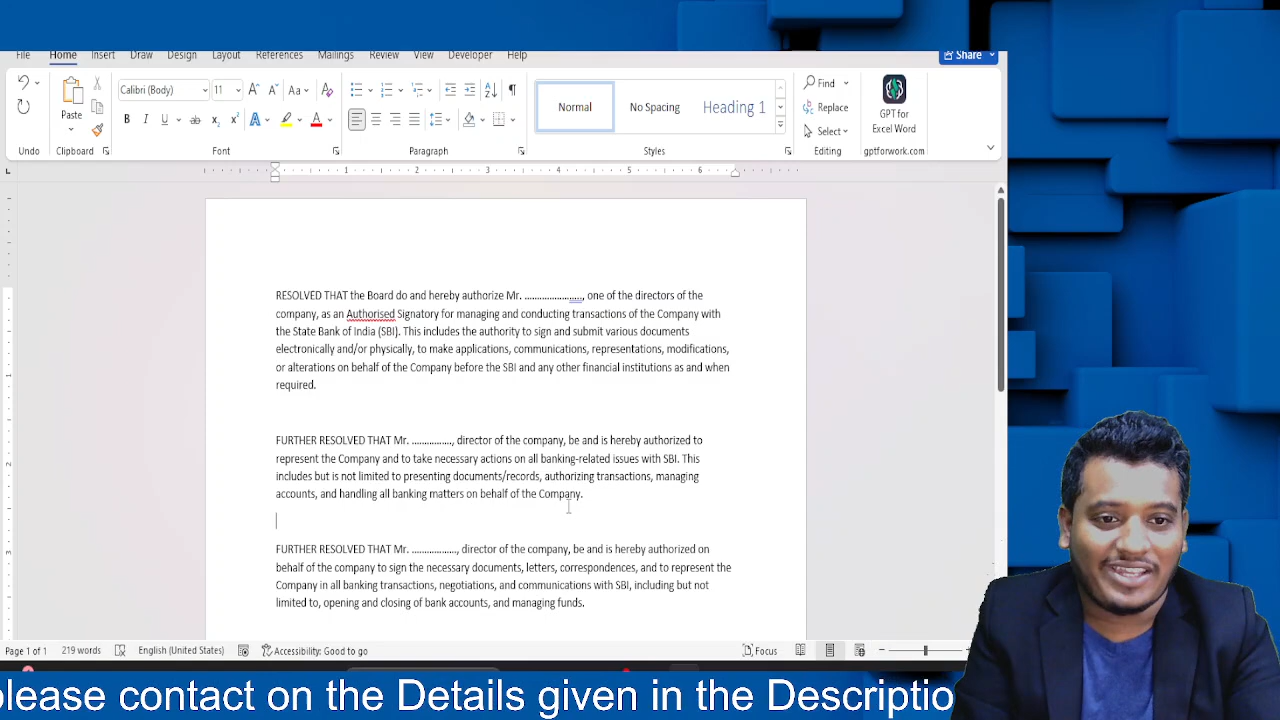 File Home Insert Draw Design Layout References Mailings Review View Developer Help Share
Calibri (Body) 11 Aa
Paste
B I U ab x₂ x² A A
Normal No Spacing Heading 1
Find
Replace
Select
GPT for
Excel Word
Undo Clipboard Font Paragraph Styles Editing gptforwork.com
1 2 3 4 5 6
RESOLVED THAT the Board do and hereby authorize Mr. ......................, one of the directors of the
company, as an Authorised Signatory for managing and conducting transactions of the Company with
the State Bank of India (SBI). This includes the authority to sign and submit various documents
electronically and/or physically, to make applications, communications, representations, modifications,
or alterations on behalf of the Company before the SBI and any other financial institutions as and when
required.
FURTHER RESOLVED THAT Mr. ..............., director of the company, be and is hereby authorized to
represent the Company and to take necessary actions on all banking-related issues with SBI. This
includes but is not limited to presenting documents/records, authorizing transactions, managing
accounts, and handling all banking matters on behalf of the Company.
FURTHER RESOLVED THAT Mr. ................., director of the company, be and is hereby authorized on
behalf of the company to sign the necessary documents, letters, correspondences, and to represent the
Company in all banking transactions, negotiations, and communications with SBI, including but not
limited to, opening and closing of bank accounts, and managing funds.
Page 1 of 1 219 words English (United States) Accessibility: Good to go Focus
please contact on the Details given in the Descriptio